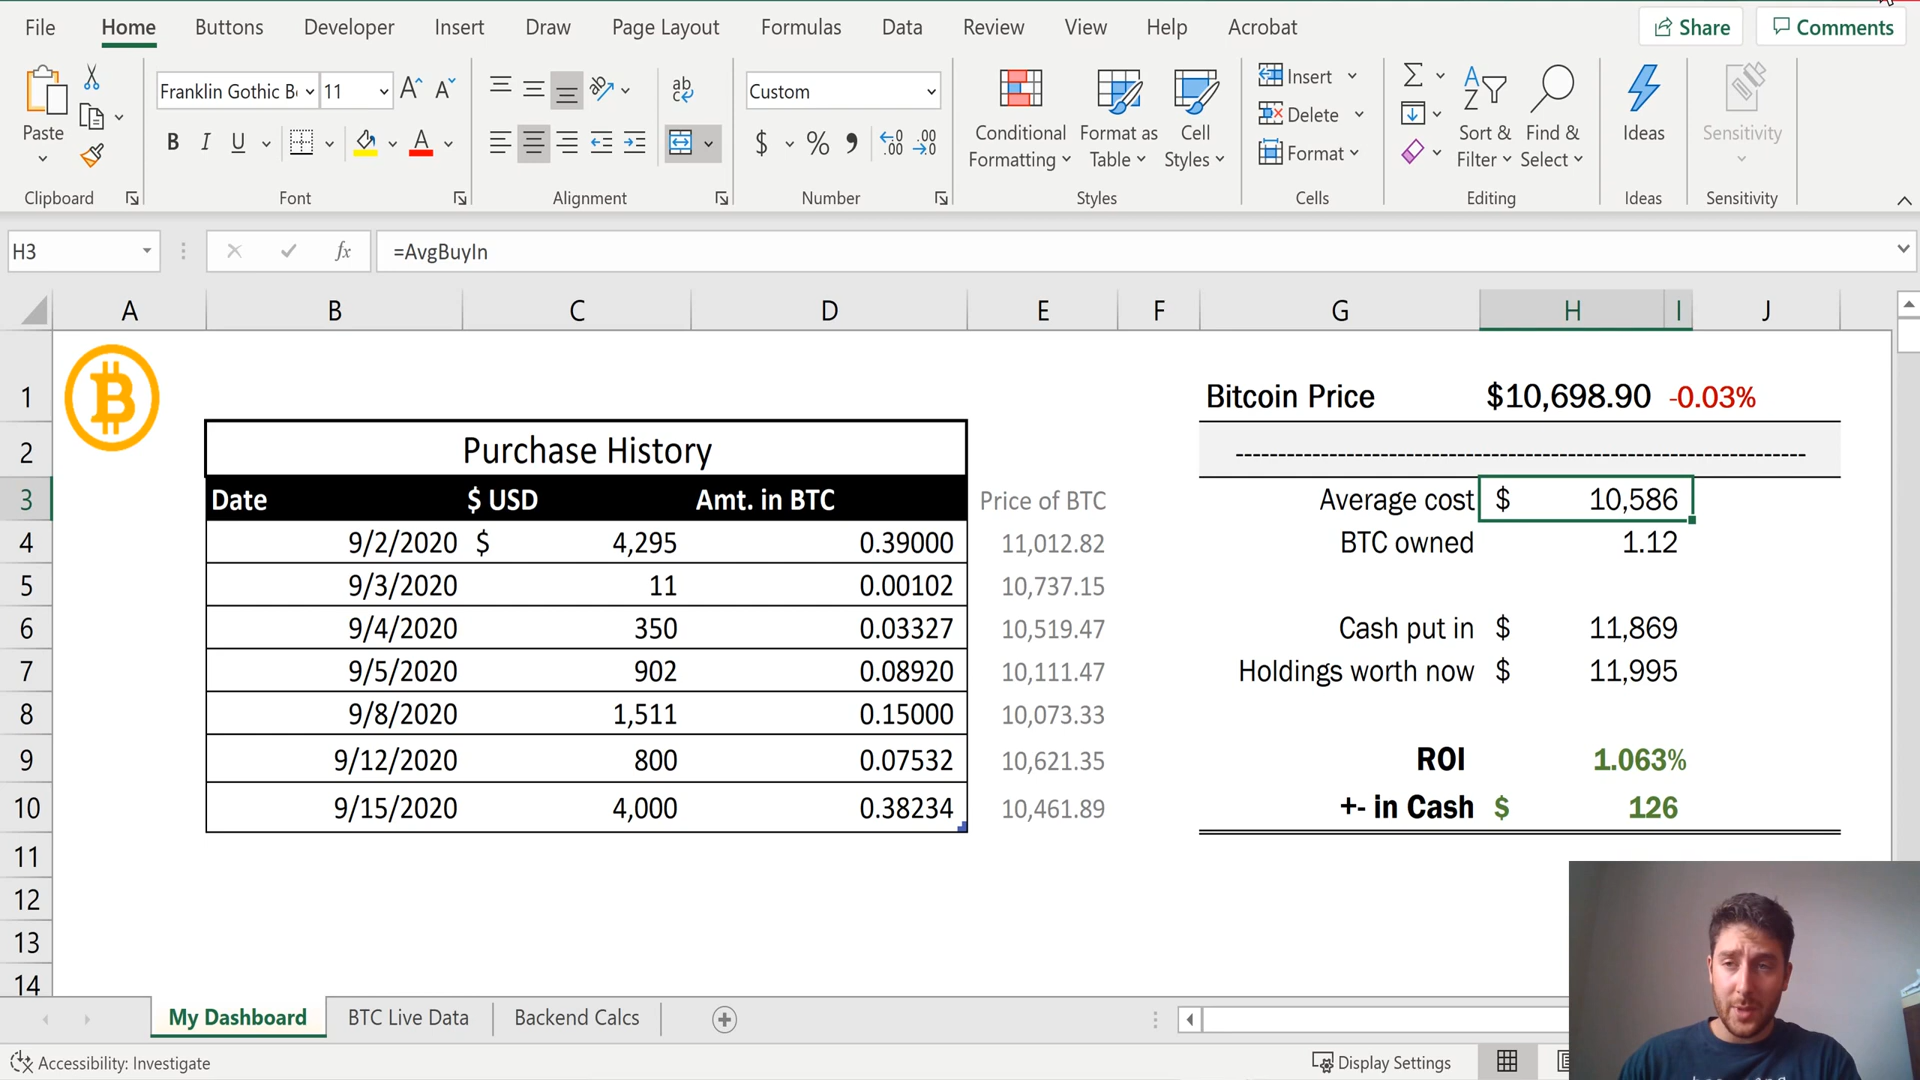 File Home Buttons Developer Insert Draw Page Layout Formulas Data Review View Help Acrobat Share Comments
Franklin Gothic B 11 A A ab Custom Insert
Delete
Format
Paste B I U A $ % , .00 .00
Conditional Formatting Format as Table Cell Styles
Sort & Filter Find & Select Ideas Sensitivity
Clipboard Font Alignment Number Styles Cells Editing Ideas Sensitivity
H3 fx =AvgBuyIn
A B C D E F G H I J
1 Bitcoin Price $10,698.90 -0.03%
2 Purchase History ----------------------------------------------------------------
3 Date $ USD Amt. in BTC Price of BTC Average cost $ 10,586
4 9/2/2020 $ 4,295 0.39000 11,012.82 BTC owned 1.12
5 9/3/2020 11 0.00102 10,737.15
6 9/4/2020 350 0.03327 10,519.47 Cash put in $ 11,869
7 9/5/2020 902 0.08920 10,111.47 Holdings worth now $ 11,995
8 9/8/2020 1,511 0.15000 10,073.33
9 9/12/2020 800 0.07532 10,621.35 ROI 1.063%
10 9/15/2020 4,000 0.38234 10,461.89 +- in Cash $ 126
11
12
13
14
My Dashboard BTC Live Data Backend Calcs
Accessibility: Investigate Display Settings